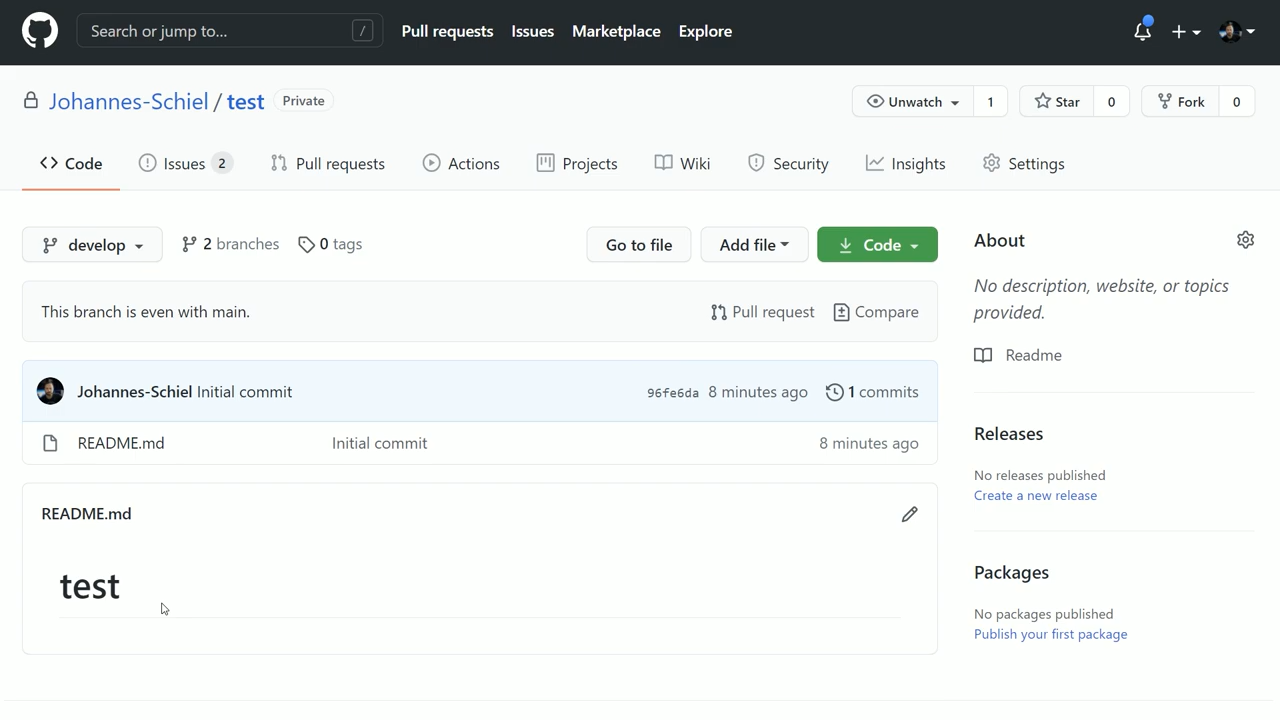 Search or jump to... / Pull requests Issues Marketplace Explore
Johannes-Schiel / test Private Unwatch 1 Star 0 Fork 0
Code Issues 2 Pull requests Actions Projects Wiki Security Insights Settings
develop 2 branches 0 tags Go to file Add file Code
This branch is even with main. Pull request Compare
Johannes-Schiel Initial commit 96fe6da 8 minutes ago 1 commits
README.md Initial commit 8 minutes ago
README.md
test
About
No description, website, or topics
provided.
Readme
Releases
No releases published
Create a new release
Packages
No packages published
Publish your first package